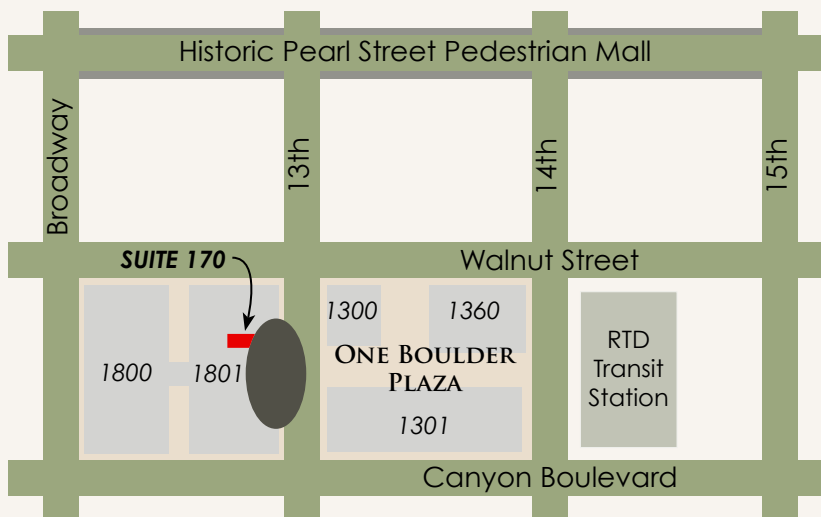 Historic Pearl Street Pedestrian Mall
Broadway
13th
14th
15th
SUITE 170
Walnut Street
1300
1360
1800
1801
ONE BOULDER
PLAZA
1301
RTD
Transit
Station
Canyon Boulevard